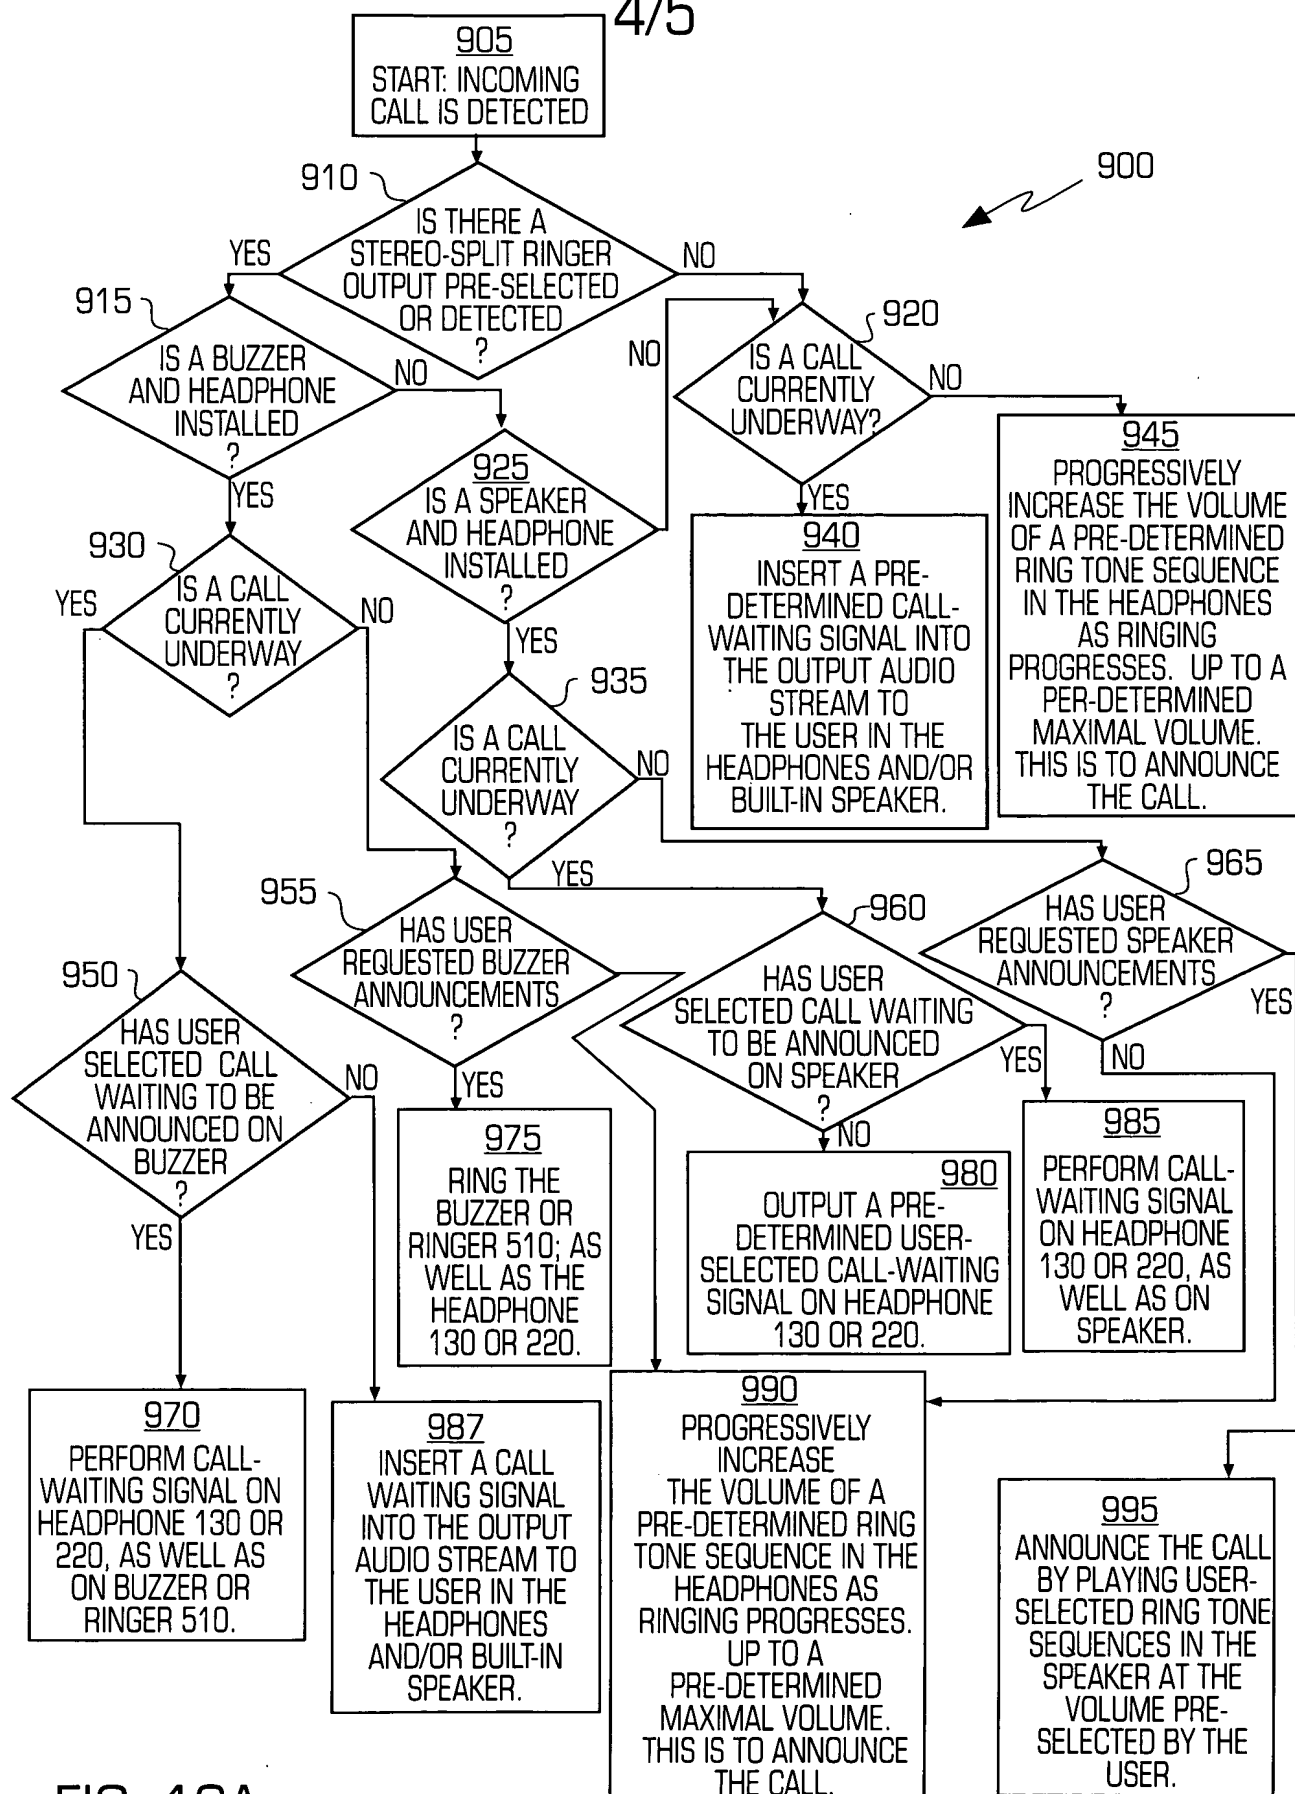 4/5
905
START: INCOMING
CALL IS DETECTED
900
910
IS THERE A
STEREO-SPLIT RINGER
OUTPUT PRE-SELECTED
OR DETECTED
?
YES
NO
915
IS A BUZZER
AND HEADPHONE
INSTALLED
?
NO
YES
920
IS A CALL
CURRENTLY
UNDERWAY?
NO
YES
925
IS A SPEAKER
AND HEADPHONE
INSTALLED
?
NO
YES
930
IS A CALL
CURRENTLY
UNDERWAY
?
YES
NO
935
IS A CALL
CURRENTLY
UNDERWAY
?
NO
YES
940
INSERT A PRE-
DETERMINED CALL-
WAITING SIGNAL INTO
THE OUTPUT AUDIO
STREAM TO
THE USER IN THE
HEADPHONES AND/OR
BUILT-IN SPEAKER.
945
PROGRESSIVELY
INCREASE THE VOLUME
OF A PRE-DETERMINED
RING TONE SEQUENCE
IN THE HEADPHONES
AS RINGING
PROGRESSES. UP TO A
PER-DETERMINED
MAXIMAL VOLUME.
THIS IS TO ANNOUNCE
THE CALL.
950
HAS USER
SELECTED CALL
WAITING TO BE
ANNOUNCED ON
BUZZER
?
NO
YES
955
HAS USER
REQUESTED BUZZER
ANNOUNCEMENTS
?
YES
960
HAS USER
SELECTED CALL WAITING
TO BE ANNOUNCED
ON SPEAKER
?
YES
NO
965
HAS USER
REQUESTED SPEAKER
ANNOUNCEMENTS
?
YES
NO
975
RING THE
BUZZER OR
RINGER 510; AS
WELL AS THE
HEADPHONE
130 OR 220.
980
OUTPUT A PRE-
DETERMINED USER-
SELECTED CALL-WAITING
SIGNAL ON HEADPHONE
130 OR 220.
985
PERFORM CALL-
WAITING SIGNAL
ON HEADPHONE
130 OR 220, AS
WELL AS ON
SPEAKER.
970
PERFORM CALL-
WAITING SIGNAL ON
HEADPHONE 130 OR
220, AS WELL AS
ON BUZZER OR
RINGER 510.
987
INSERT A CALL
WAITING SIGNAL
INTO THE OUTPUT
AUDIO STREAM TO
THE USER IN THE
HEADPHONES
AND/OR BUILT-IN
SPEAKER.
990
PROGRESSIVELY
INCREASE
THE VOLUME OF A
PRE-DETERMINED RING
TONE SEQUENCE IN THE
HEADPHONES AS
RINGING PROGRESSES.
UP TO A
PRE-DETERMINED
MAXIMAL VOLUME.
THIS IS TO ANNOUNCE
THE CALL.
995
ANNOUNCE THE CALL
BY PLAYING USER-
SELECTED RING TONE
SEQUENCES IN THE
SPEAKER AT THE
VOLUME PRE-
SELECTED BY THE
USER.